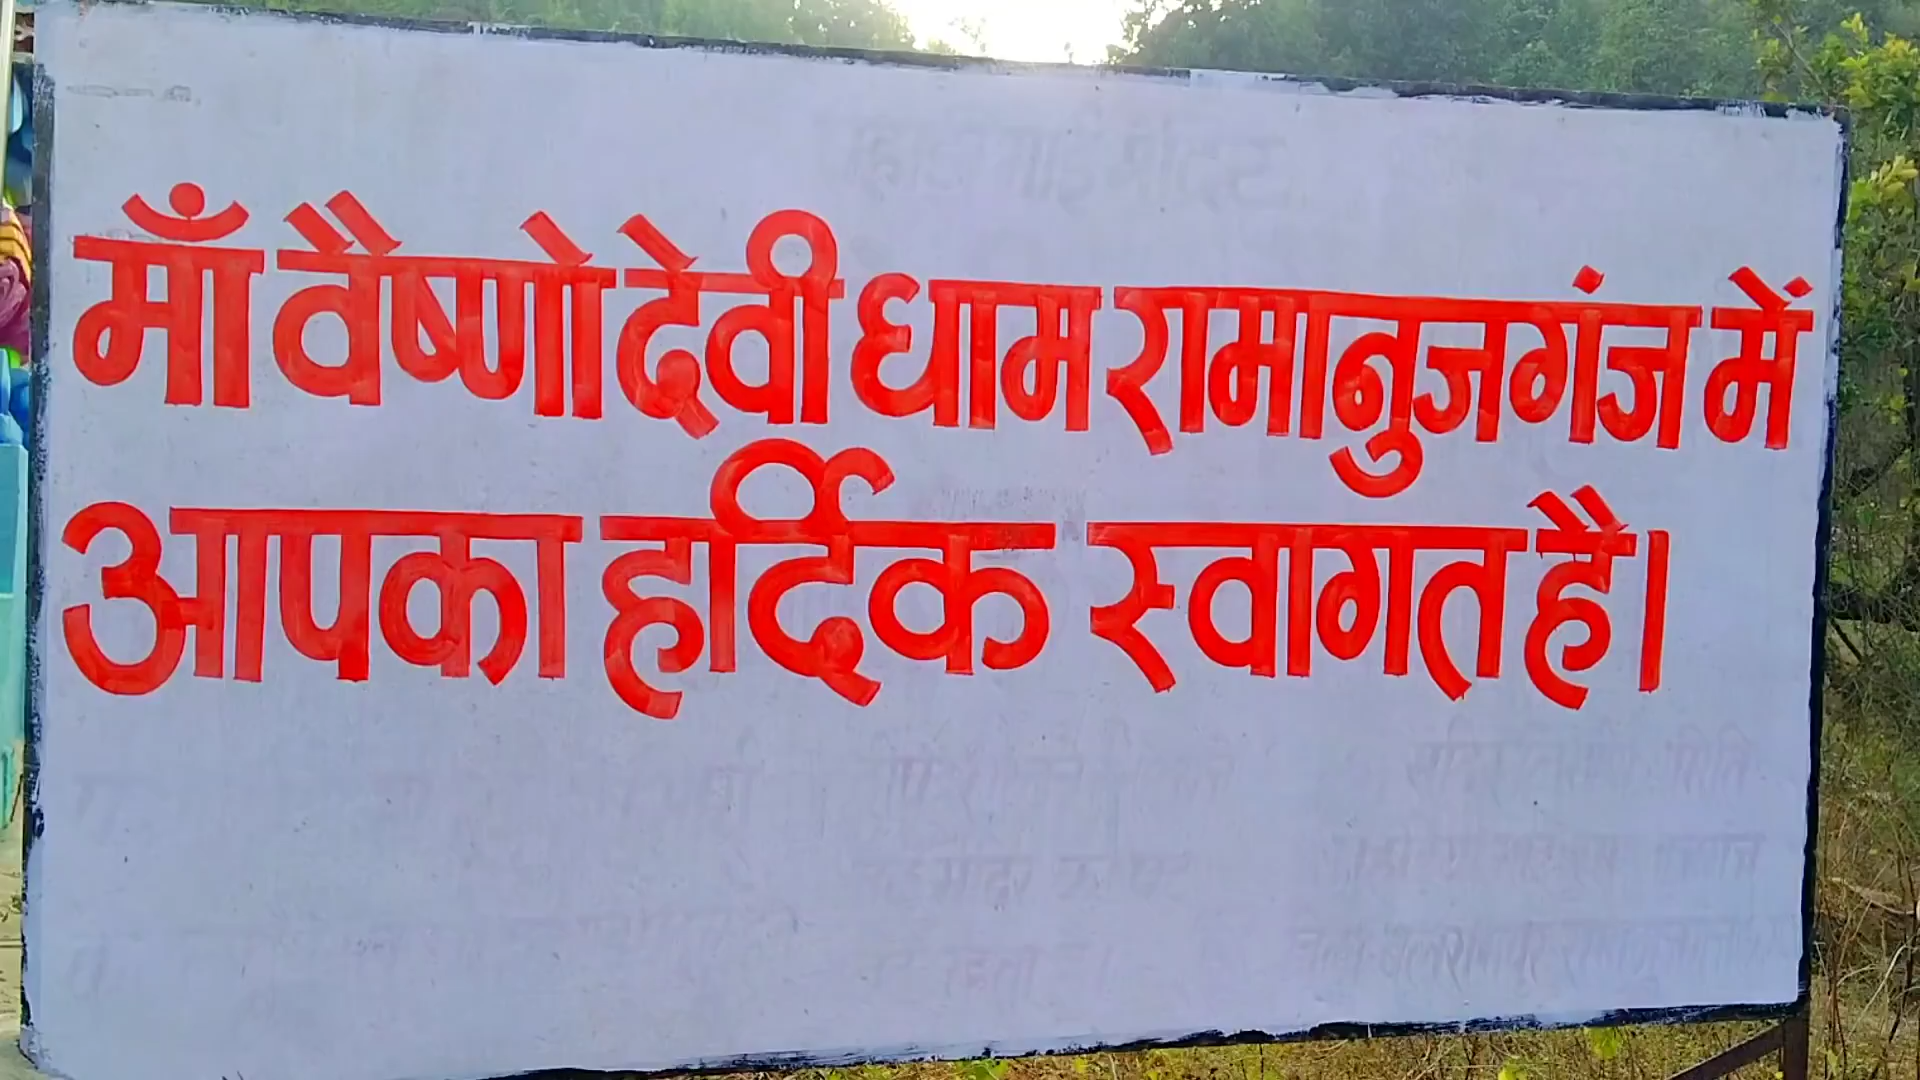 माँ वैष्णो देवी धाम रामानुजगंज में
आपका हर्दिक स्वागत है।